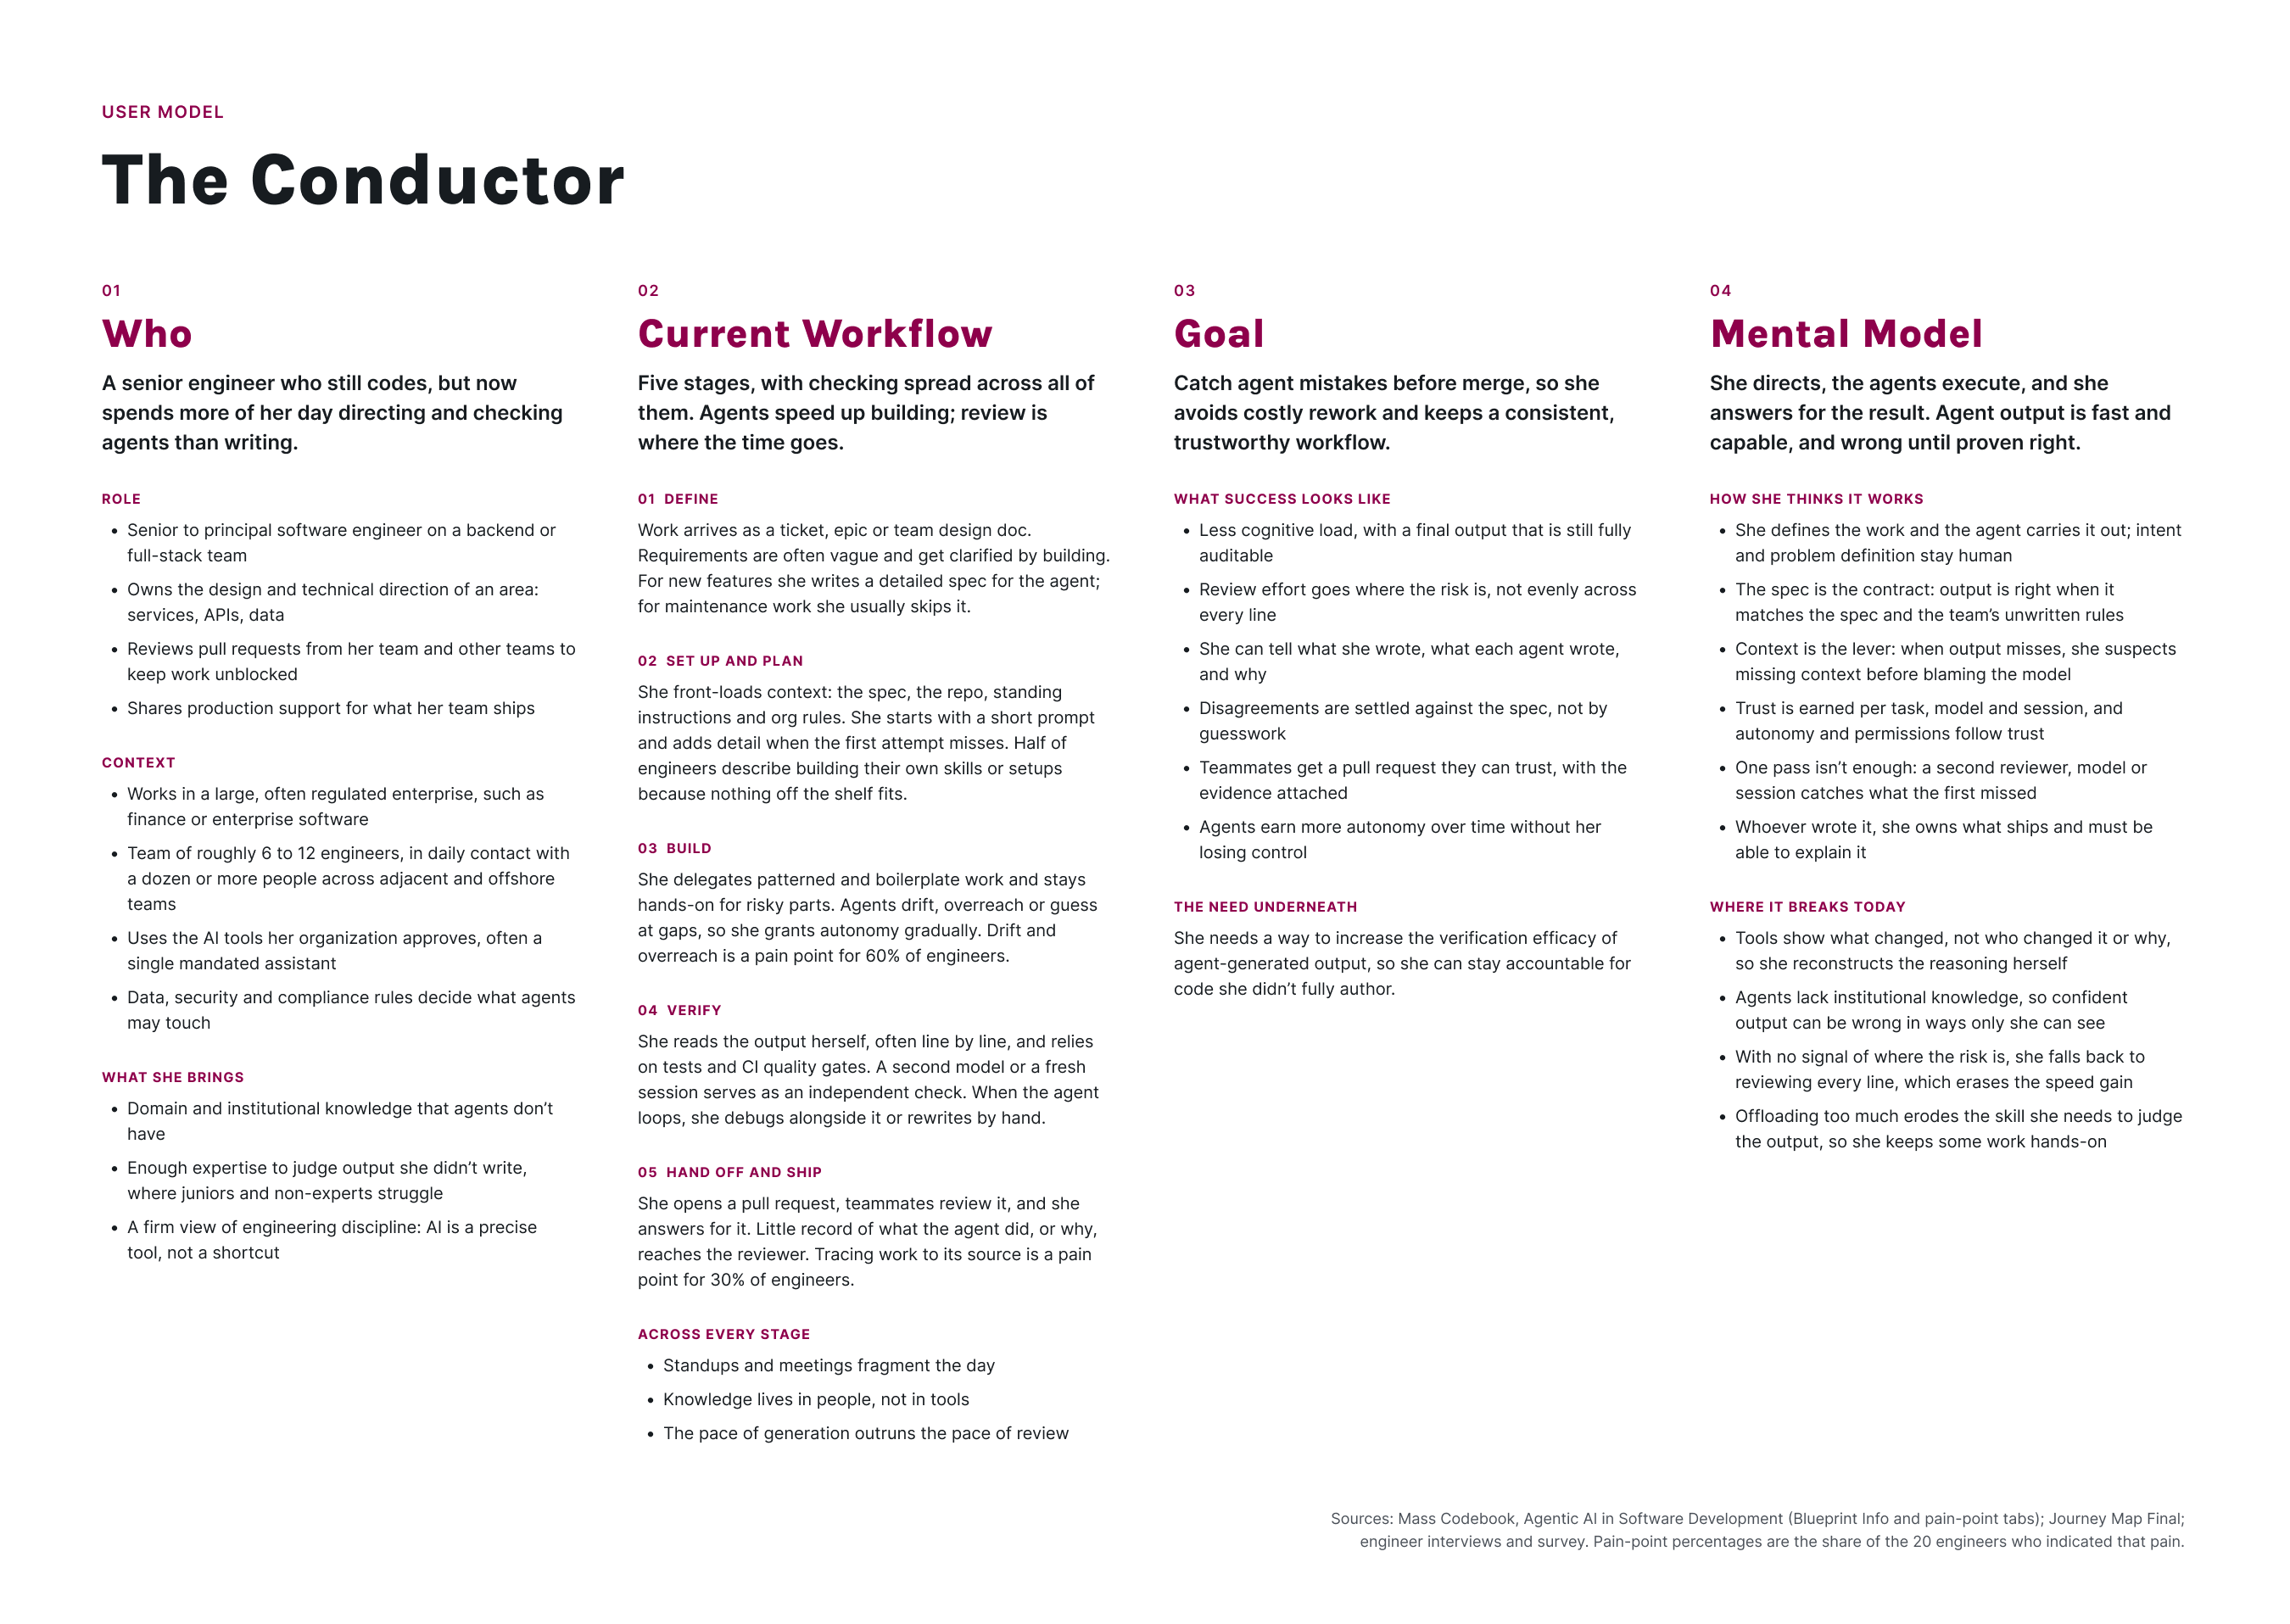 USER MODEL
The Conductor
01
Who
A senior engineer who still codes, but now
spends more of her day directing and checking
agents than writing.
ROLE
• Senior to principal software engineer on a backend or
full-stack team
• Owns the design and technical direction of an area:
services, APIs, data
• Reviews pull requests from her team and other teams to
keep work unblocked
• Shares production support for what her team ships
CONTEXT
• Works in a large, often regulated enterprise, such as
finance or enterprise software
• Team of roughly 6 to 12 engineers, in daily contact with
a dozen or more people across adjacent and offshore
teams
• Uses the AI tools her organization approves, often a
single mandated assistant
• Data, security and compliance rules decide what agents
may touch
WHAT SHE BRINGS
• Domain and institutional knowledge that agents don’t
have
• Enough expertise to judge output she didn’t write,
where juniors and non-experts struggle
• A firm view of engineering discipline: AI is a precise
tool, not a shortcut
02
Current Workflow
Five stages, with checking spread across all of
them. Agents speed up building; review is
where the time goes.
01 DEFINE
Work arrives as a ticket, epic or team design doc.
Requirements are often vague and get clarified by building.
For new features she writes a detailed spec for the agent;
for maintenance work she usually skips it.
02 SET UP AND PLAN
She front-loads context: the spec, the repo, standing
instructions and org rules. She starts with a short prompt
and adds detail when the first attempt misses. Half of
engineers describe building their own skills or setups
because nothing off the shelf fits.
03 BUILD
She delegates patterned and boilerplate work and stays
hands-on for risky parts. Agents drift, overreach or guess
at gaps, so she grants autonomy gradually. Drift and
overreach is a pain point for 60% of engineers.
04 VERIFY
She reads the output herself, often line by line, and relies
on tests and CI quality gates. A second model or a fresh
session serves as an independent check. When the agent
loops, she debugs alongside it or rewrites by hand.
05 HAND OFF AND SHIP
She opens a pull request, teammates review it, and she
answers for it. Little record of what the agent did, or why,
reaches the reviewer. Tracing work to its source is a pain
point for 30% of engineers.
ACROSS EVERY STAGE
• Standups and meetings fragment the day
• Knowledge lives in people, not in tools
• The pace of generation outruns the pace of review
03
Goal
Catch agent mistakes before merge, so she
avoids costly rework and keeps a consistent,
trustworthy workflow.
WHAT SUCCESS LOOKS LIKE
• Less cognitive load, with a final output that is still fully
auditable
• Review effort goes where the risk is, not evenly across
every line
• She can tell what she wrote, what each agent wrote,
and why
• Disagreements are settled against the spec, not by
guesswork
• Teammates get a pull request they can trust, with the
evidence attached
• Agents earn more autonomy over time without her
losing control
THE NEED UNDERNEATH
She needs a way to increase the verification efficacy of
agent-generated output, so she can stay accountable for
code she didn’t fully author.
04
Mental Model
She directs, the agents execute, and she
answers for the result. Agent output is fast and
capable, and wrong until proven right.
HOW SHE THINKS IT WORKS
• She defines the work and the agent carries it out; intent
and problem definition stay human
• The spec is the contract: output is right when it
matches the spec and the team’s unwritten rules
• Context is the lever: when output misses, she suspects
missing context before blaming the model
• Trust is earned per task, model and session, and
autonomy and permissions follow trust
• One pass isn’t enough: a second reviewer, model or
session catches what the first missed
• Whoever wrote it, she owns what ships and must be
able to explain it
WHERE IT BREAKS TODAY
• Tools show what changed, not who changed it or why,
so she reconstructs the reasoning herself
• Agents lack institutional knowledge, so confident
output can be wrong in ways only she can see
• With no signal of where the risk is, she falls back to
reviewing every line, which erases the speed gain
• Offloading too much erodes the skill she needs to judge
the output, so she keeps some work hands-on
Sources: Mass Codebook, Agentic AI in Software Development (Blueprint Info and pain-point tabs); Journey Map Final;
engineer interviews and survey. Pain-point percentages are the share of the 20 engineers who indicated that pain.